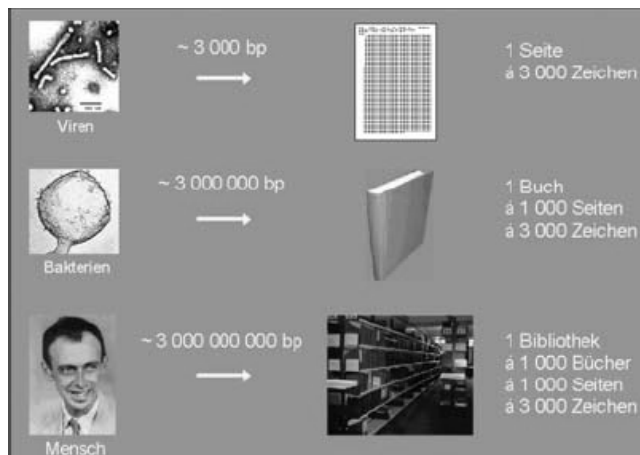 ~ 3 000 bp
1 Seite
á 3 000 Zeichen
Viren
~ 3 000 000 bp
1 Buch
á 1 000 Seiten
á 3 000 Zeichen
Bakterien
~ 3 000 000 000 bp
1 Bibliothek
á 1 000 Bücher
á 1 000 Seiten
á 3 000 Zeichen
Mensch